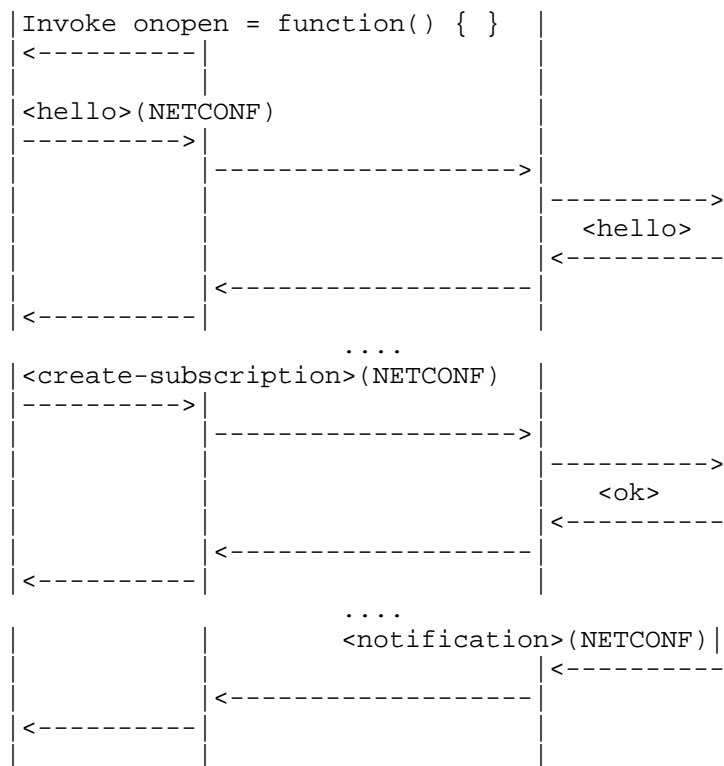 |Invoke onopen = function() { }  |
|<----------|                    |
|           |                    |
|<hello>(NETCONF)                |
|---------->|                    |
|           |------------------->|
|           |                    |---------->
|           |                    |  <hello>
|           |                    |<----------
|           |<-------------------|
|<----------|                    |
                    ....
|<create-subscription>(NETCONF)  |
|---------->|                    |
|           |------------------->|
|           |                    |---------->
|           |                    |   <ok>
|           |                    |<----------
|           |<-------------------|
|<----------|                    |
                    ....
|           |        <notification>(NETCONF)|
|           |                    |<----------
|           |<-------------------|
|<----------|                    |
|           |                    |